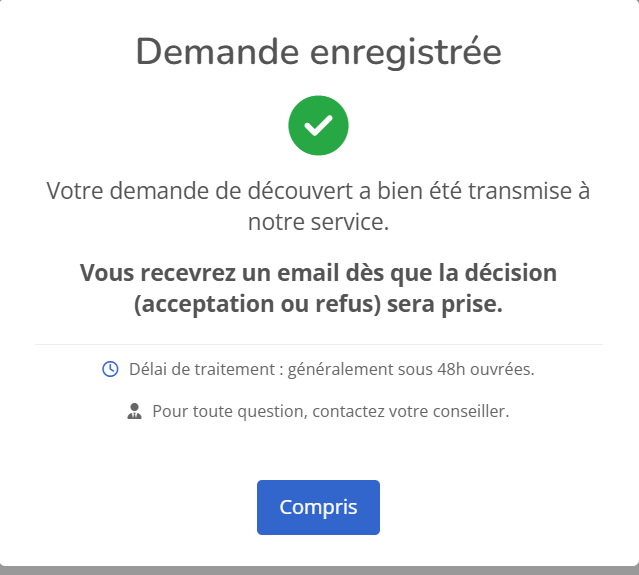 Demande enregistrée
Votre demande de découvert a bien été transmise à
notre service.
Vous recevrez un email dès que la décision
(acceptation ou refus) sera prise.
Délai de traitement : généralement sous 48h ouvrées.
Pour toute question, contactez votre conseiller.
Compris